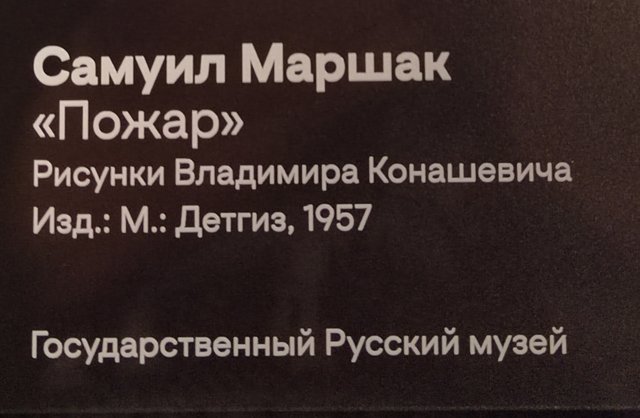 Самуил Маршак
«Пожар»
Рисунки Владимира Конашевича
Изд.: М.: Детгиз, 1957
Государственный Русский музей